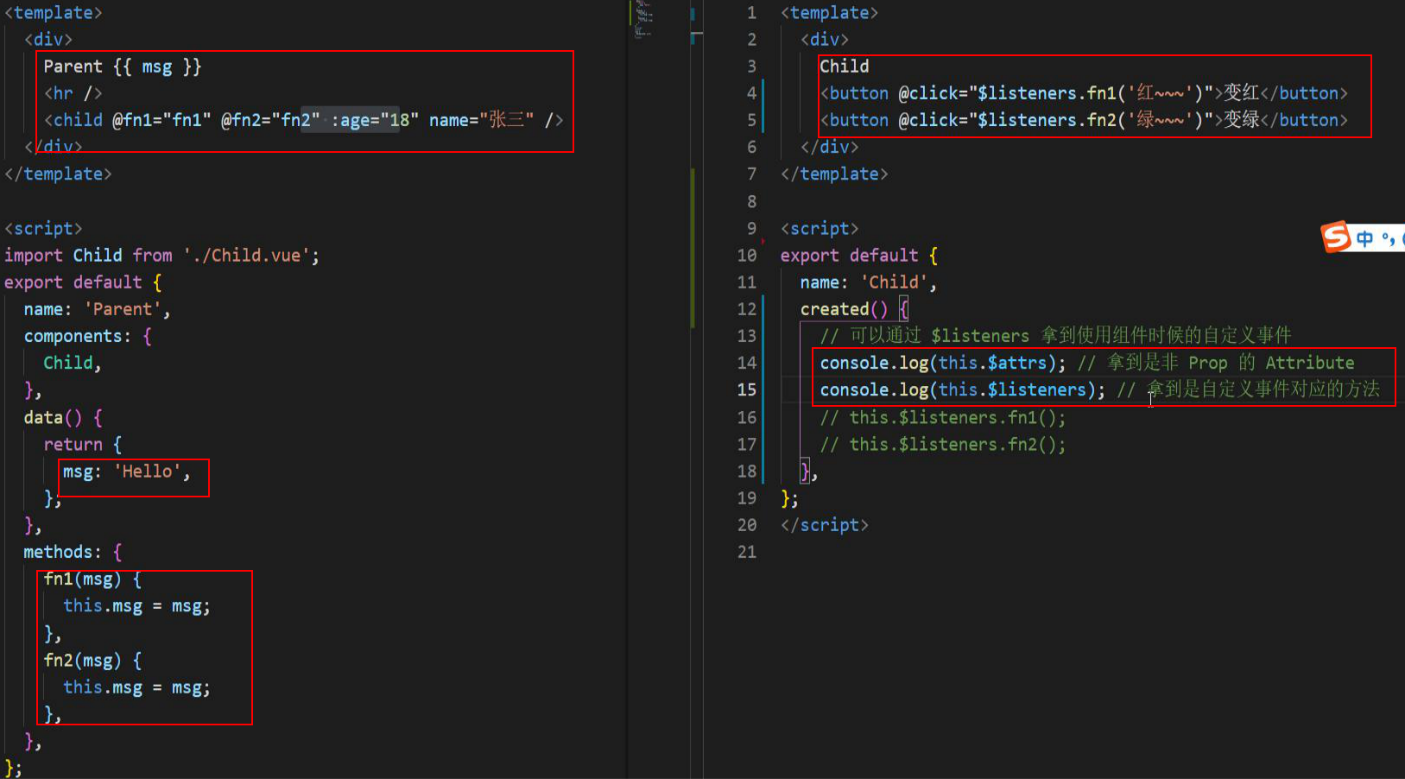 <template>
<div>
Parent {{ msg }}
<hr />
<child @fn1="fn1" @fn2="fn2" :age="18" name="张三" />
</div>
</template>
<script>
import Child from './Child.vue';
export default {
name: 'Parent',
components: {
Child,
},
data() {
return {
msg: 'Hello',
};
},
methods: {
fn1(msg) {
this.msg = msg;
},
fn2(msg) {
this.msg = msg;
},
},
};
1 <template>
2 <div>
3 Child
4 <button @click="$listeners.fn1('红~~~')">变红</button>
5 <button @click="$listeners.fn2('绿~~~')">变绿</button>
6 </div>
7 </template>
8
9 <script>
10 export default {
11 name: 'Child',
12 created() {
13 // 可以通过 $listeners 拿到使用组件时候的自定义事件
14 console.log(this.$attrs); // 拿到是非 Prop 的 Attribute
15 console.log(this.$listeners); // 拿到是自定义事件对应的方法
16 // this.$listeners.fn1();
17 // this.$listeners.fn2();
18 },
19 };
20 </script>
21
S 中 °,